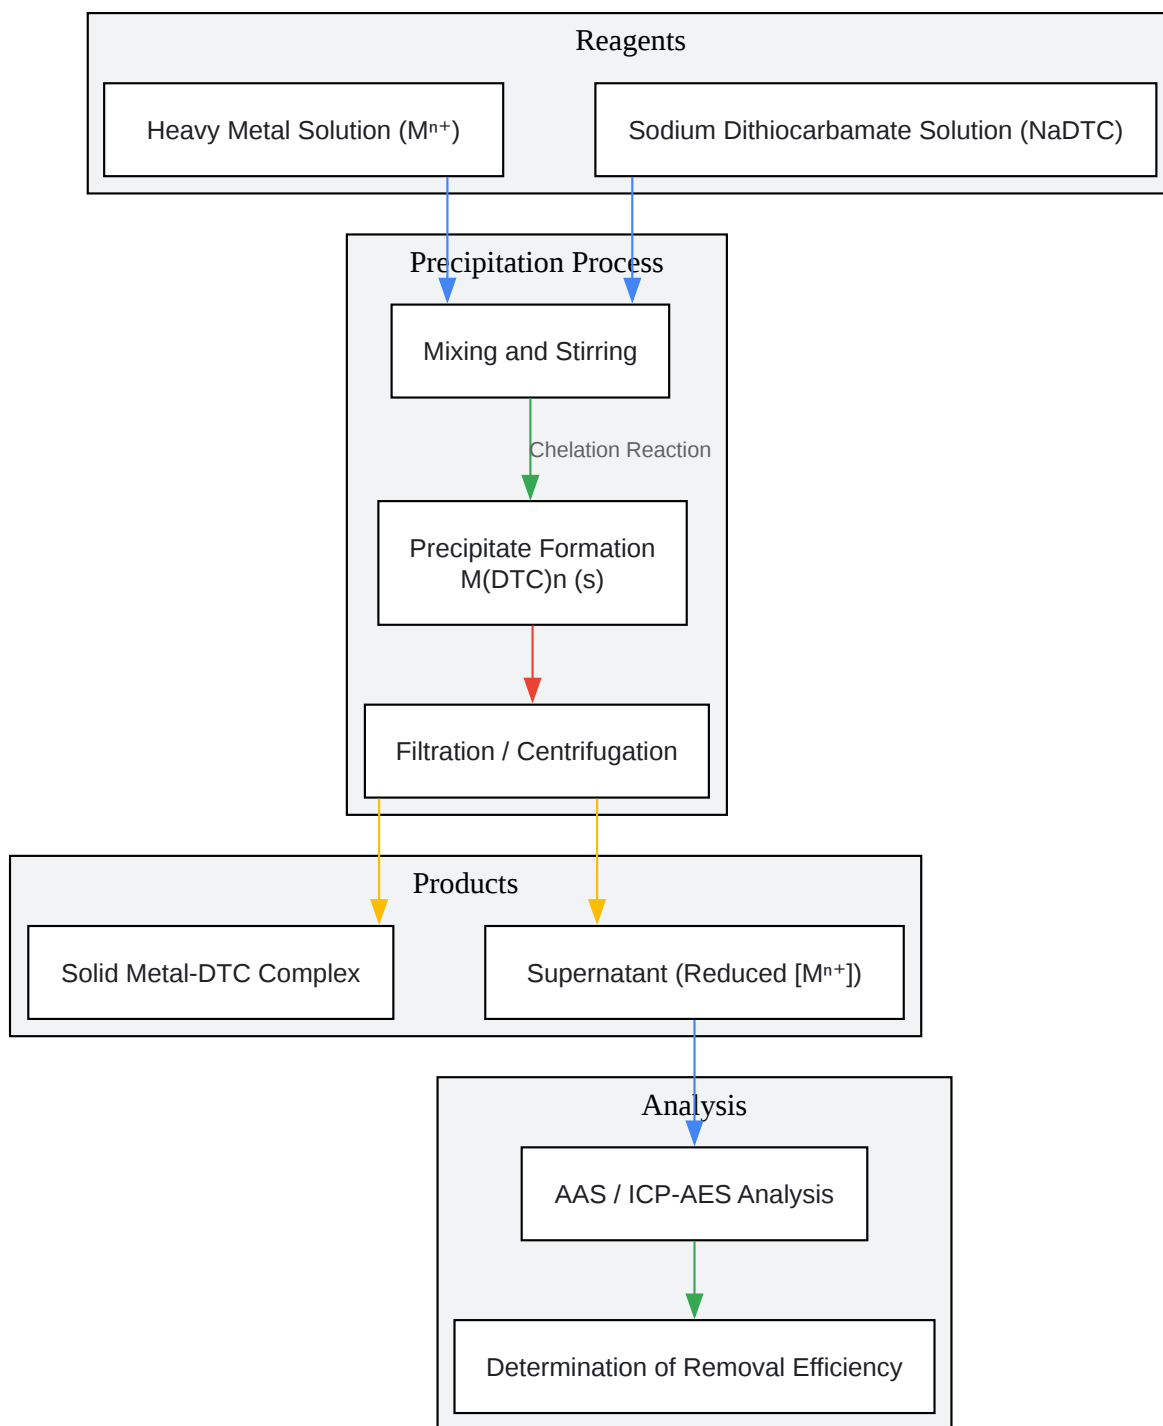 Reagents
Heavy Metal Solution (Mⁿ⁺)
Sodium Dithiocarbamate Solution (NaDTC)
Precipitation Process
Mixing and Stirring
Chelation Reaction
Precipitate Formation
M(DTC)n (s)
Filtration / Centrifugation
Products
Solid Metal-DTC Complex
Supernatant (Reduced [Mⁿ⁺])
Analysis
AAS / ICP-AES Analysis
Determination of Removal Efficiency